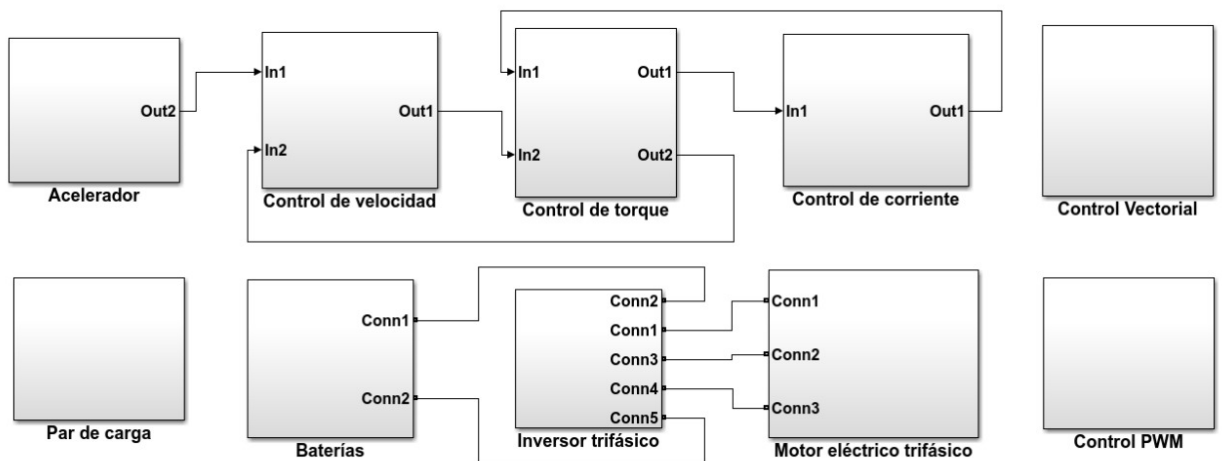 Out2
Acelerador
In1
In2
Out1
Control de velocidad
In1
In2
Out1
Out2
Control de torque
In1
Out1
Control de corriente
Control Vectorial
Par de carga
Conn1
Conn2
Baterías
Conn2
Conn1
Conn3
Conn4
Conn5
Inversor trifásico
Conn1
Conn2
Conn3
Motor eléctrico trifásico
Control PWM